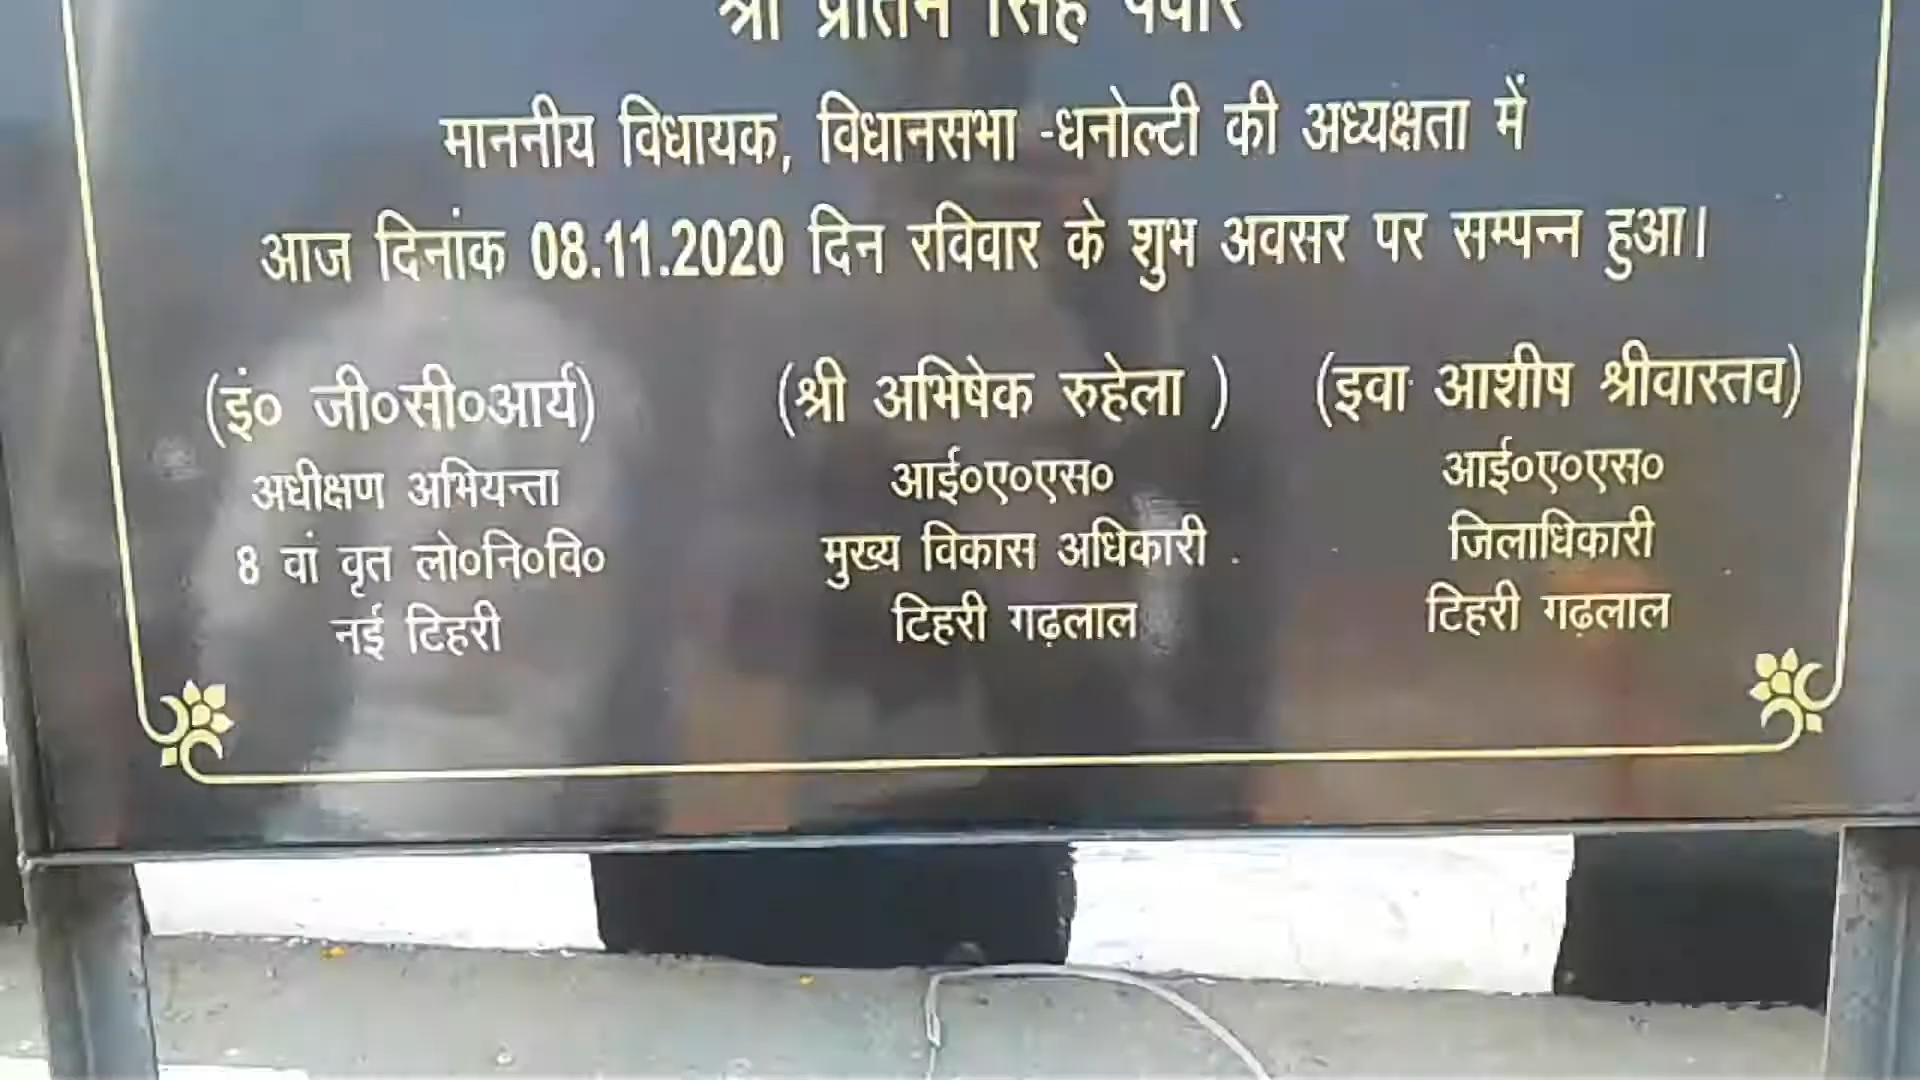 श्री प्रीतम सिंह पंवार
माननीय विधायक, विधानसभा -धनोल्टी की अध्यक्षता में
आज दिनांक 08.11.2020 दिन रविवार के शुभ अवसर पर सम्पन्न हुआ।
(इं० जी०सी०आर्य)
अधीक्षण अभियन्ता
8 वां वृत लो०नि०वि०
नई टिहरी
(श्री अभिषेक रुहेला )
आई०ए०एस०
मुख्य विकास अधिकारी
टिहरी गढ़लाल
(इवा आशीष श्रीवास्तव)
आई०ए०एस०
जिलाधिकारी
टिहरी गढ़लाल